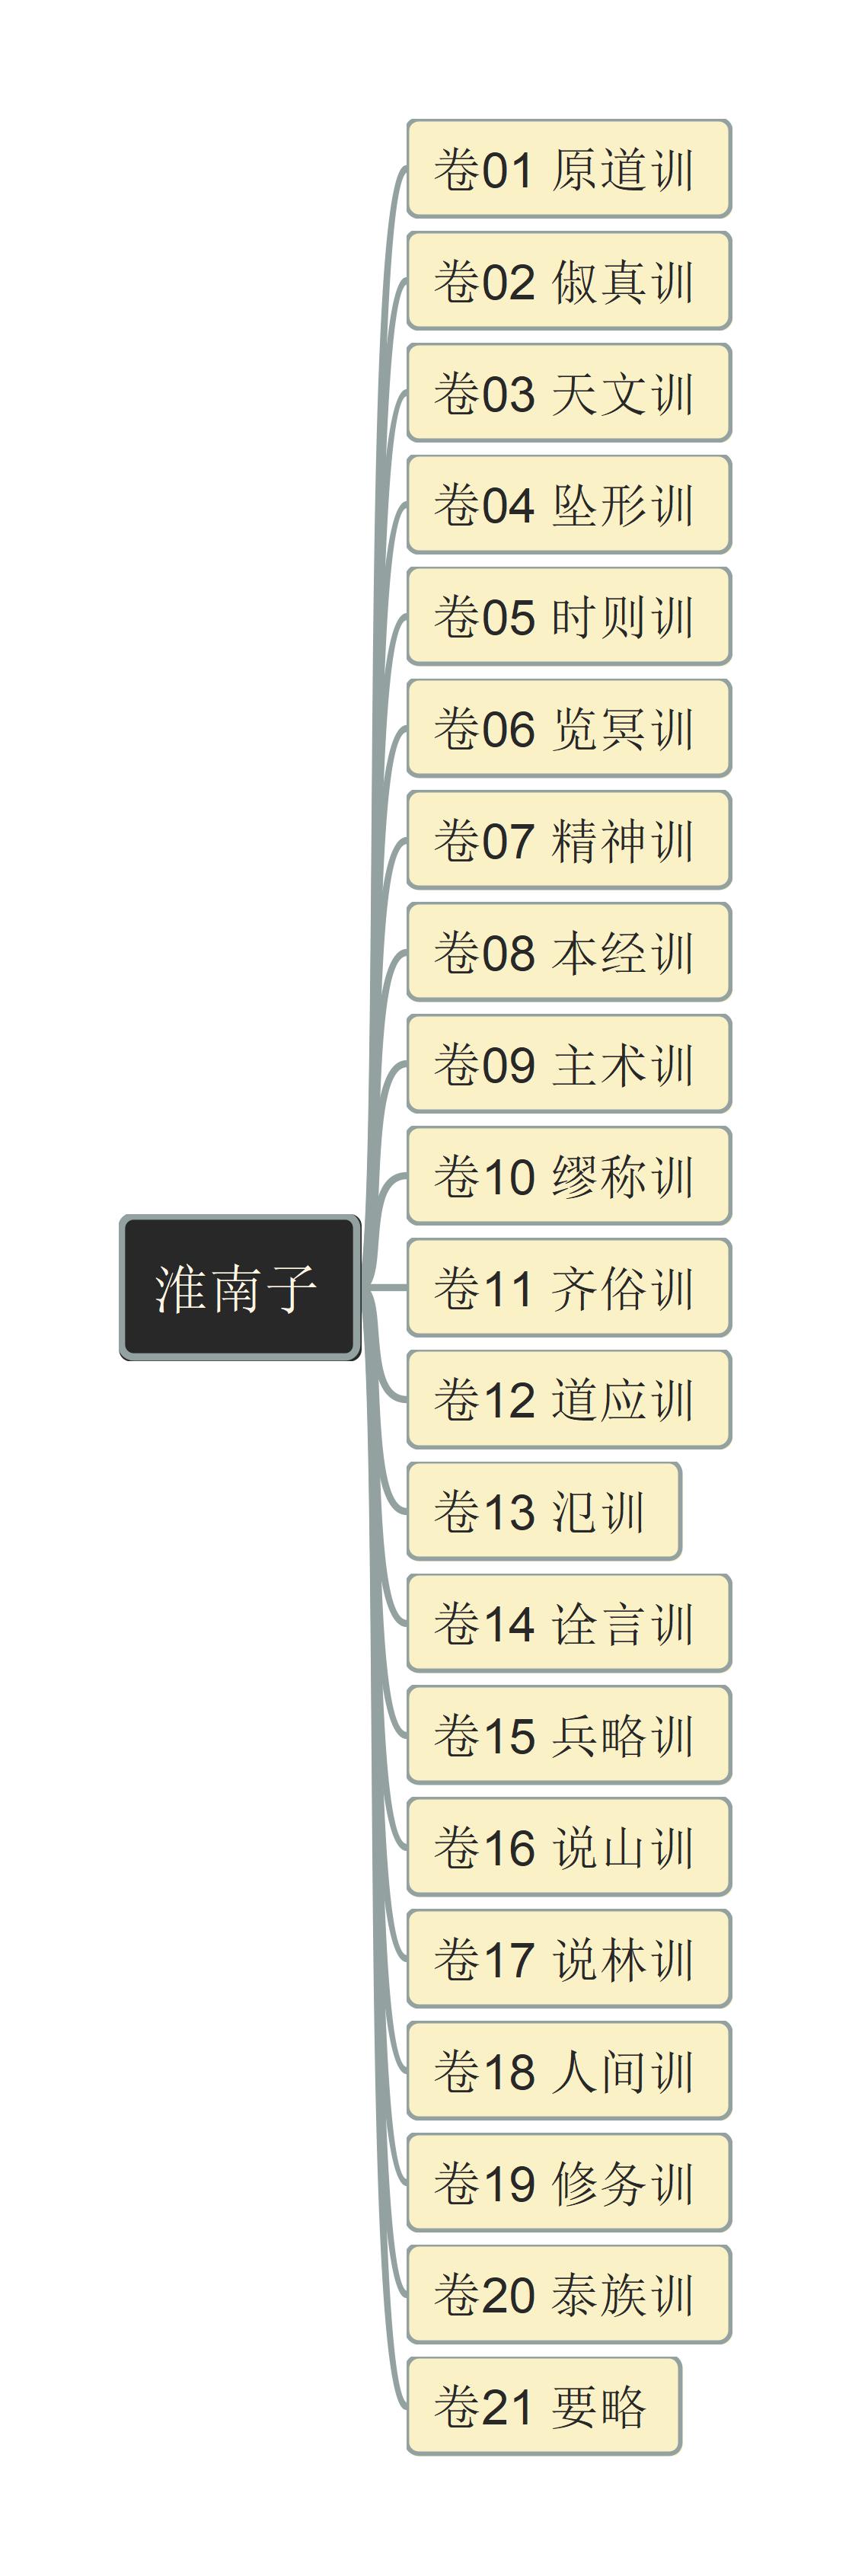 淮南子
卷01 原道训
卷02 俶真训
卷03 天文训
卷04 坠形训
卷05 时则训
卷06 览冥训
卷07 精神训
卷08 本经训
卷09 主术训
卷10 缪称训
卷11 齐俗训
卷12 道应训
卷13 氾训
卷14 诠言训
卷15 兵略训
卷16 说山训
卷17 说林训
卷18 人间训
卷19 修务训
卷20 泰族训
卷21 要略